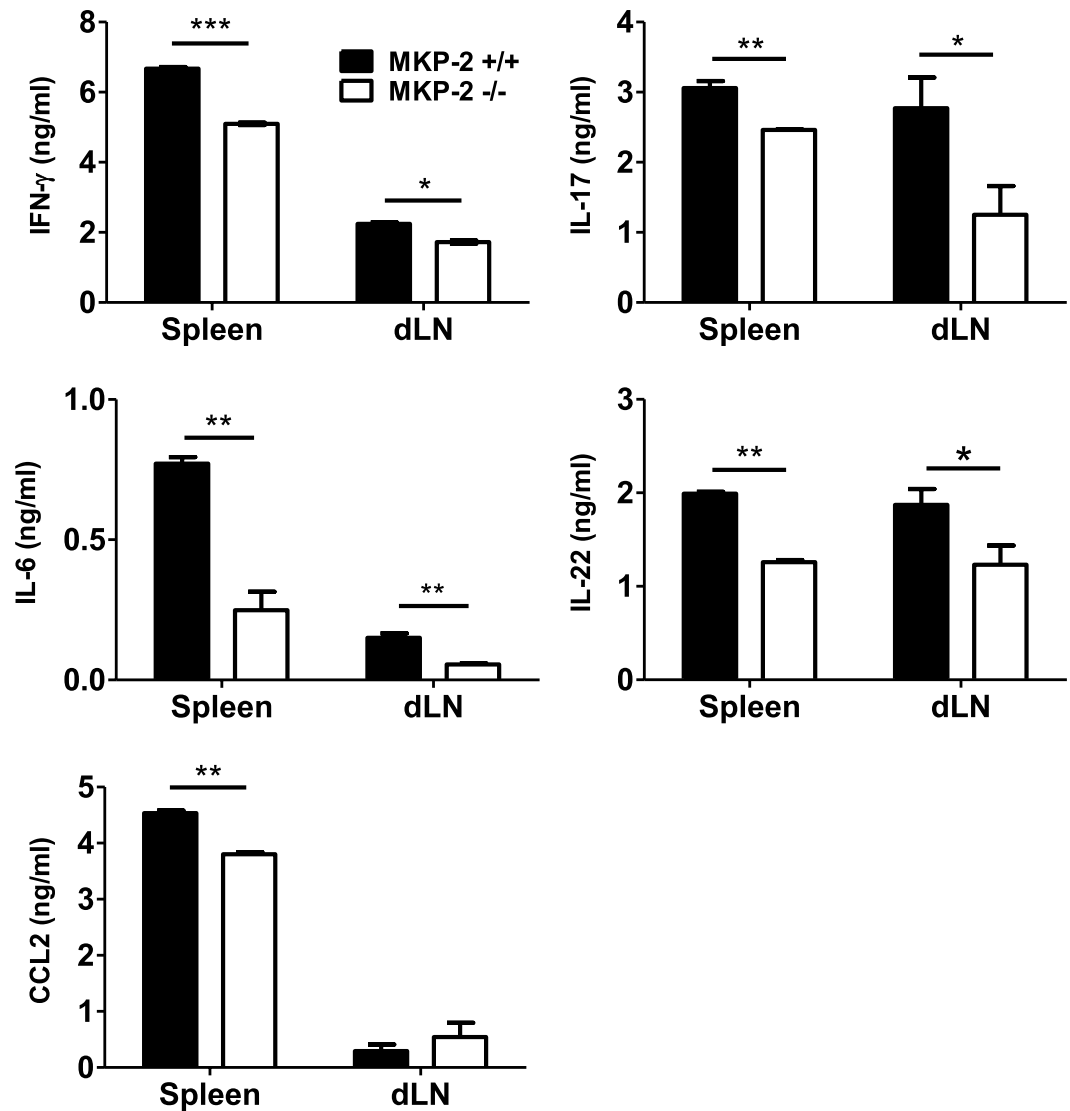 IFN-γ (ng/ml)
8
6
4
2
0
***
*
MKP-2 +/+
MKP-2 -/-
Spleen dLN
IL-17 (ng/ml)
4
3
2
1
0
**
*
Spleen dLN
IL-6 (ng/ml)
1.0
0.5
0.0
**
**
Spleen dLN
IL-22 (ng/ml)
3
2
1
0
**
*
Spleen dLN
CCL2 (ng/ml)
5
4
3
2
1
0
**
Spleen dLN